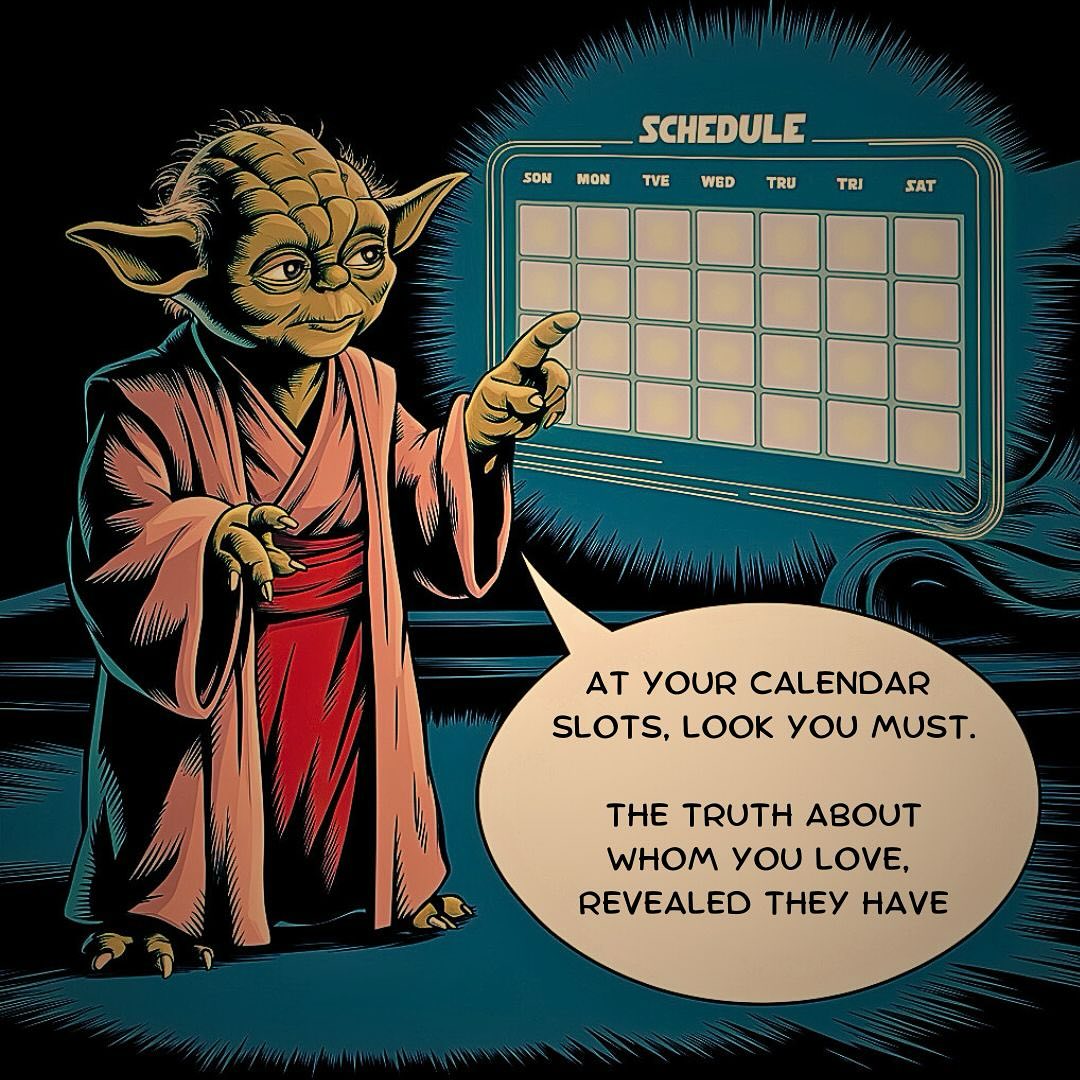 SCHEDULE
SON MON TVE WED TRU TRJ SAT
AT YOUR CALENDAR
SLOTS, LOOK YOU MUST.
THE TRUTH ABOUT
WHOM YOU LOVE,
REVEALED THEY HAVE